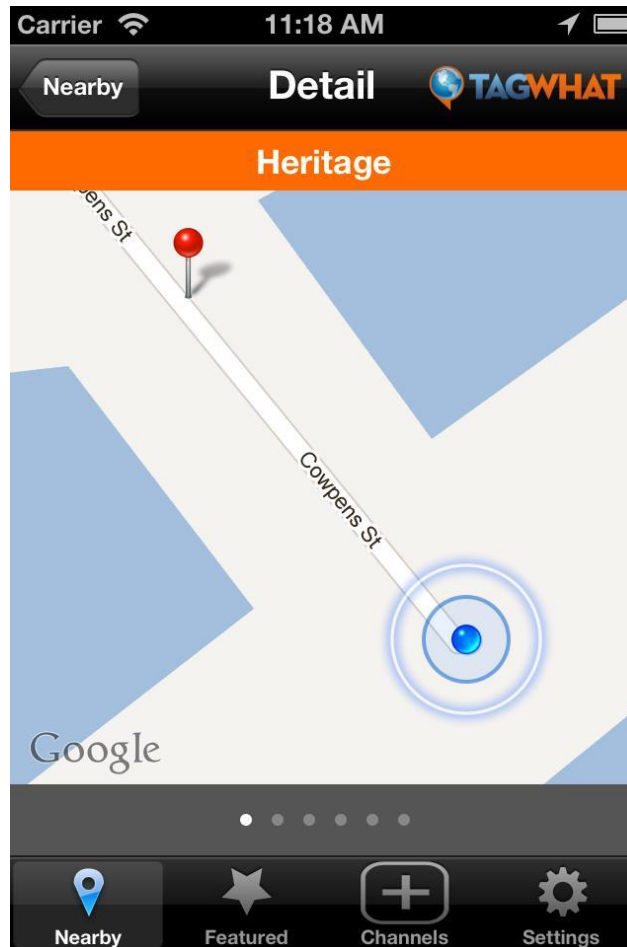 Carrier 11:18 AM
Nearby Detail TAGWHAT
Heritage
pens St
Cowpens St
Google
Nearby Featured Channels Settings